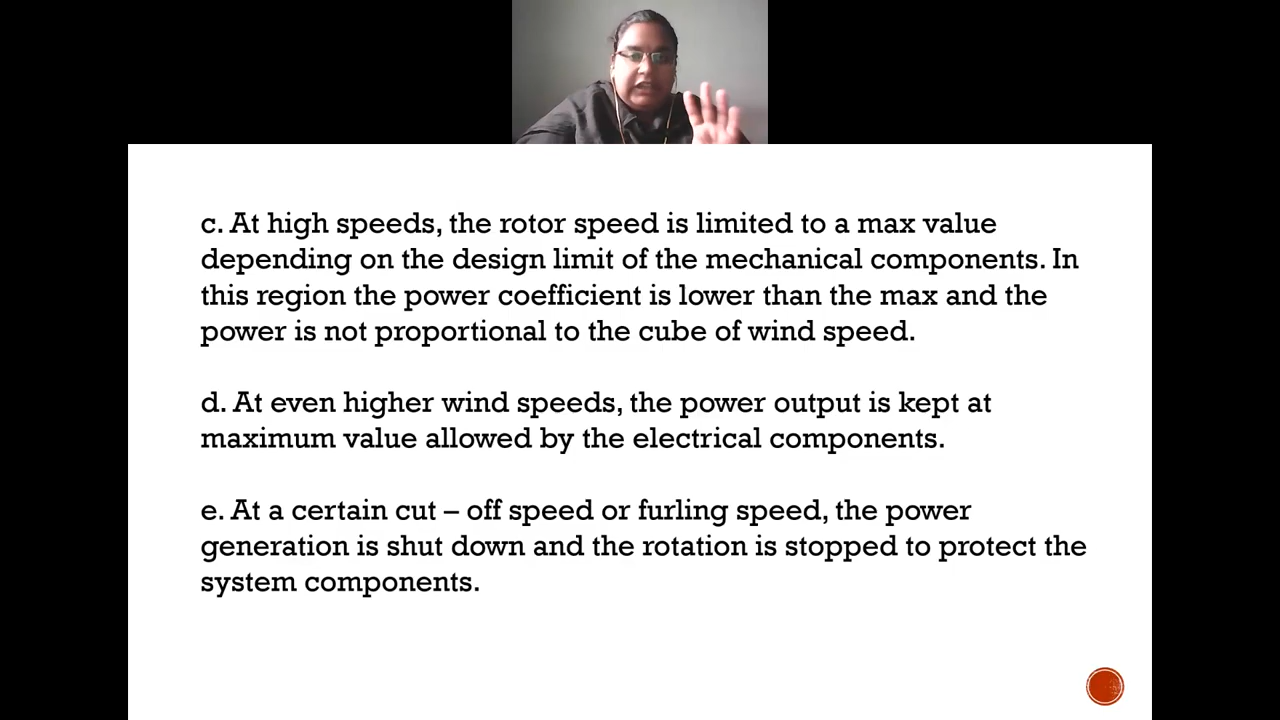 c. At high speeds, the rotor speed is limited to a max value
depending on the design limit of the mechanical components. In
this region the power coefficient is lower than the max and the
power is not proportional to the cube of wind speed.
d. At even higher wind speeds, the power output is kept at
maximum value allowed by the electrical components.
e. At a certain cut – off speed or furling speed, the power
generation is shut down and the rotation is stopped to protect the
system components.